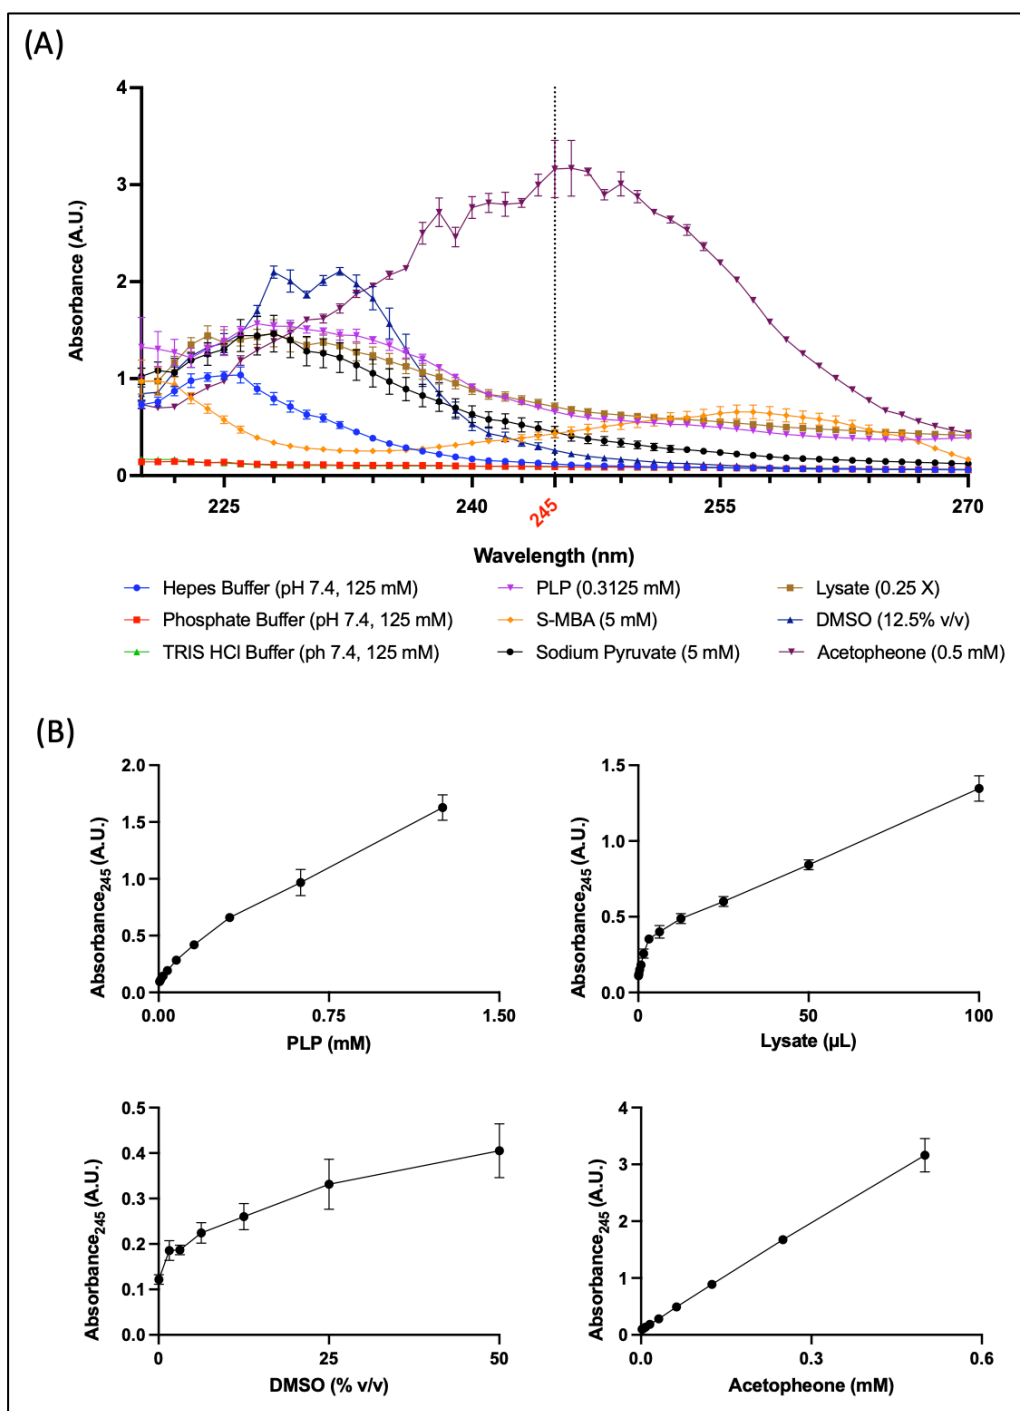 (A)
4
3
2
1
0
Absorbance (A.U.)
225 240 245 255 270
Wavelength (nm)
Hepes Buffer (pH 7.4, 125 mM) PLP (0.3125 mM) Lysate (0.25 X)
Phosphate Buffer (pH 7.4, 125 mM) S-MBA (5 mM) DMSO (12.5% v/v)
TRIS HCl Buffer (ph 7.4, 125 mM) Sodium Pyruvate (5 mM) Acetopheone (0.5 mM)
(B)
2.0
1.5
1.0
0.5
0.0
Absorbance245 (A.U.)
0.00 0.75 1.50
PLP (mM)
1.5
1.0
0.5
0.0
Absorbance245 (A.U.)
0 50 100
Lysate (µL)
0.5
0.4
0.3
0.2
0.1
0.0
Absorbance245 (A.U.)
0 25 50
DMSO (% v/v)
4
3
2
1
0
Absorbance245 (A.U.)
0.0 0.3 0.6
Acetopheone (mM)